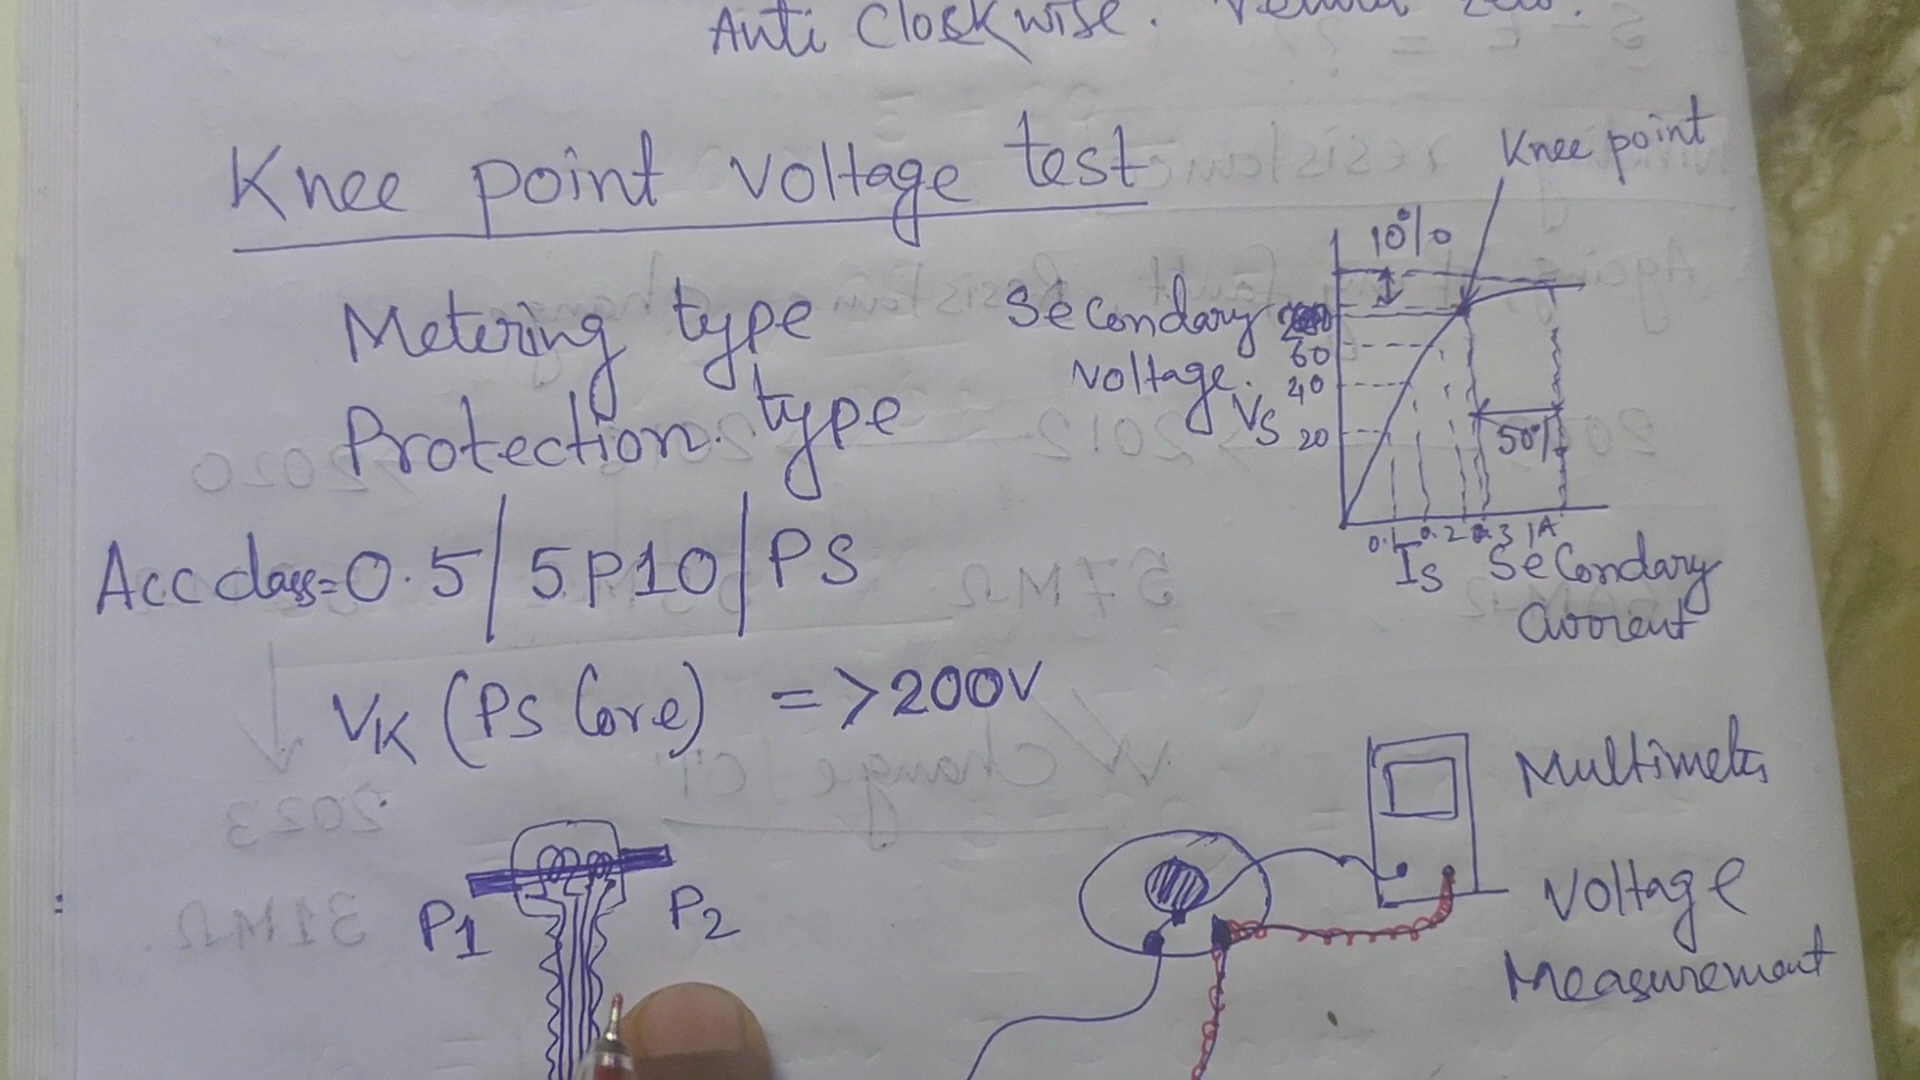 Anti Clockwise.
Knee point voltage test
Metering type
Protection type
Acc class=0.5/5P10/PS
VK (PS Core) => 200V
Knee point
10%
Secondary
Voltage.
VS
60
40
20
50%
0.1 0.2 0.3 1A
IS Secondary
Current
P1
P2
Multimeter
Voltage
Measurement